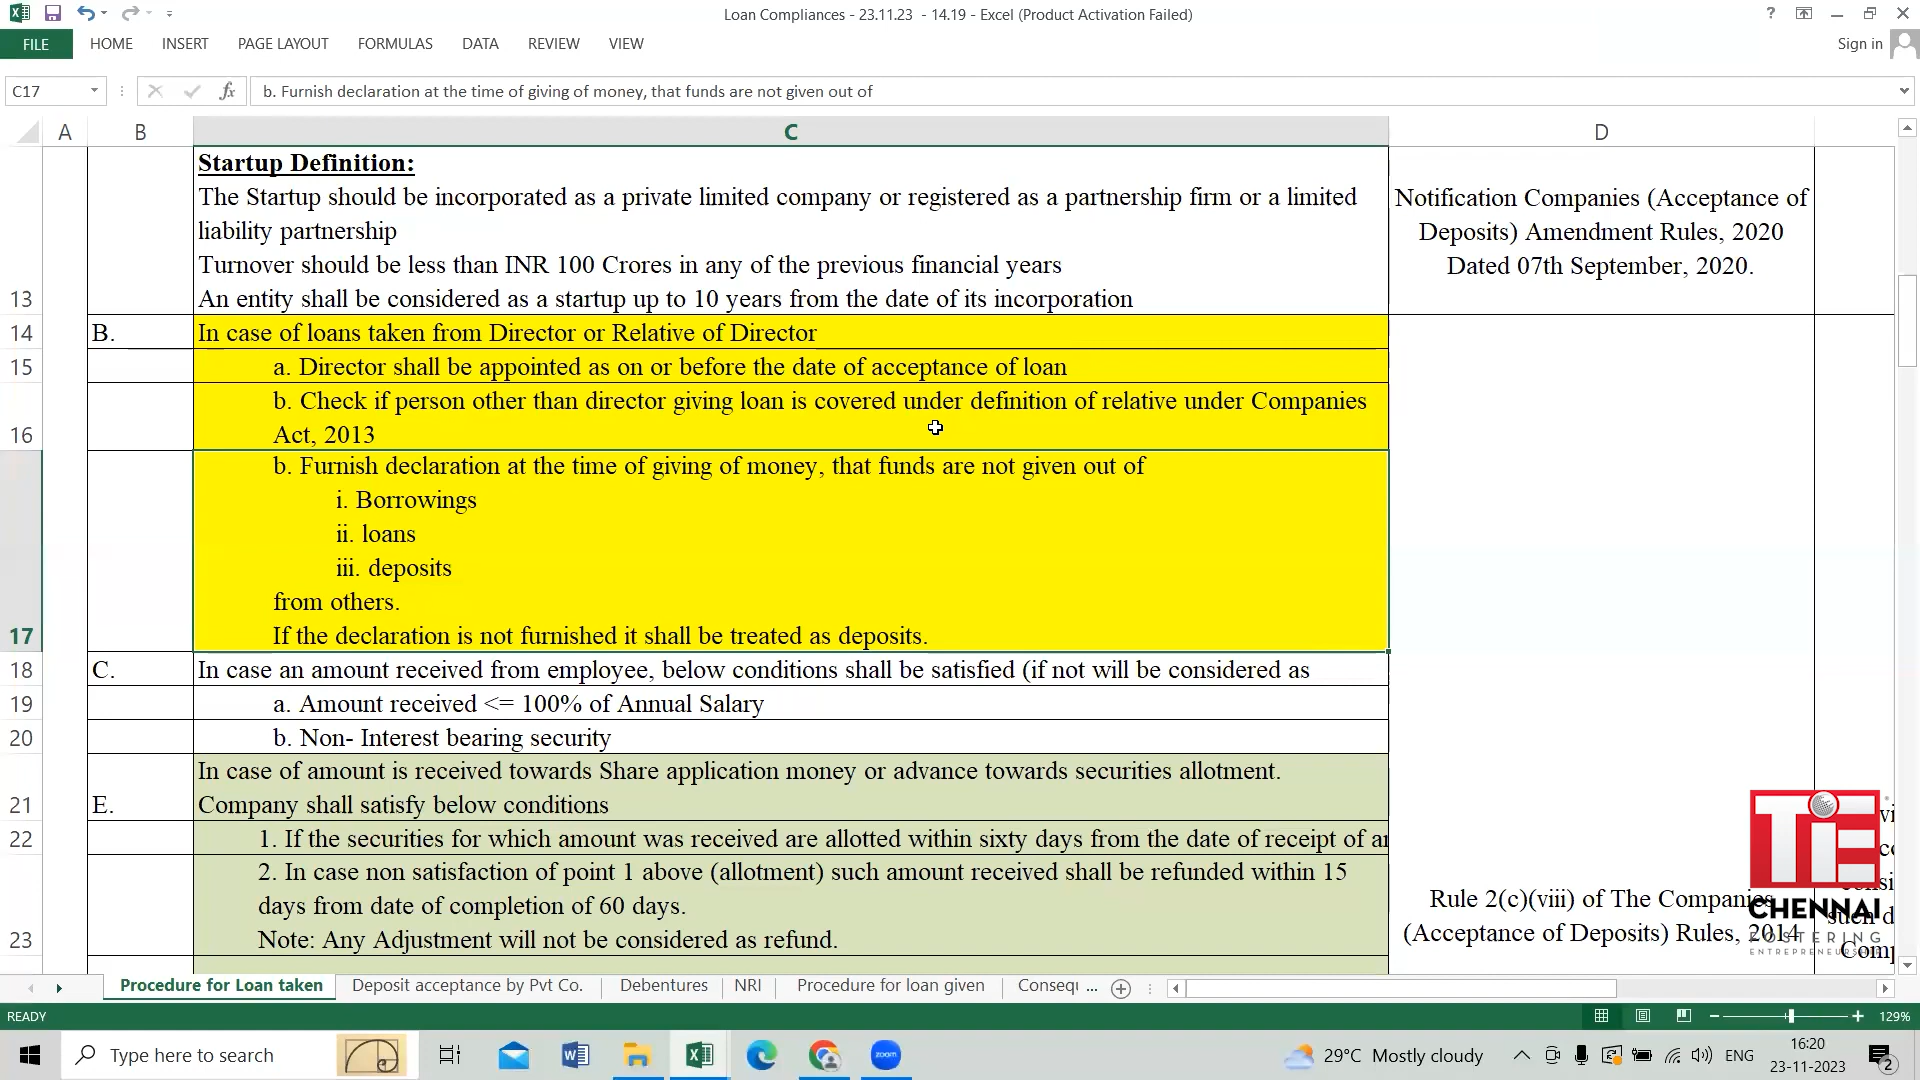 Loan Compliances - 23.11.23 - 14.19 - Excel (Product Activation Failed)
FILE HOME INSERT PAGE LAYOUT FORMULAS DATA REVIEW VIEW Sign in
C17 fx b. Furnish declaration at the time of giving of money, that funds are not given out of
A B C D
Startup Definition:
The Startup should be incorporated as a private limited company or registered as a partnership firm or a limited
liability partnership
Turnover should be less than INR 100 Crores in any of the previous financial years
13 An entity shall be considered as a startup up to 10 years from the date of its incorporation
Notification Companies (Acceptance of
Deposits) Amendment Rules, 2020
Dated 07th September, 2020.
14 B. In case of loans taken from Director or Relative of Director
15 a. Director shall be appointed as on or before the date of acceptance of loan
b. Check if person other than director giving loan is covered under definition of relative under Companies
16 Act, 2013
b. Furnish declaration at the time of giving of money, that funds are not given out of
i. Borrowings
ii. loans
iii. deposits
from others.
17 If the declaration is not furnished it shall be treated as deposits.
18 C. In case an amount received from employee, below conditions shall be satisfied (if not will be considered as
19 a. Amount received <= 100% of Annual Salary
20 b. Non- Interest bearing security
In case of amount is received towards Share application money or advance towards securities allotment.
21 E. Company shall satisfy below conditions
22 1. If the securities for which amount was received are allotted within sixty days from the date of receipt of
2. In case non satisfaction of point 1 above (allotment) such amount received shall be refunded within 15
days from date of completion of 60 days.
23 Note: Any Adjustment will not be considered as refund.
Rule 2(c)(viii) of The Companies
(Acceptance of Deposits) Rules, 2014
TiE
CHENNAI
FOSTERING
ENTREPRENEURSHIP
such d
Procedure for Loan taken Deposit acceptance by Pvt Co. Debentures NRI Procedure for loan given Consequ ...
READY 129%
Type here to search 29°C Mostly cloudy ENG 16:20
zoom
23-11-2023 2